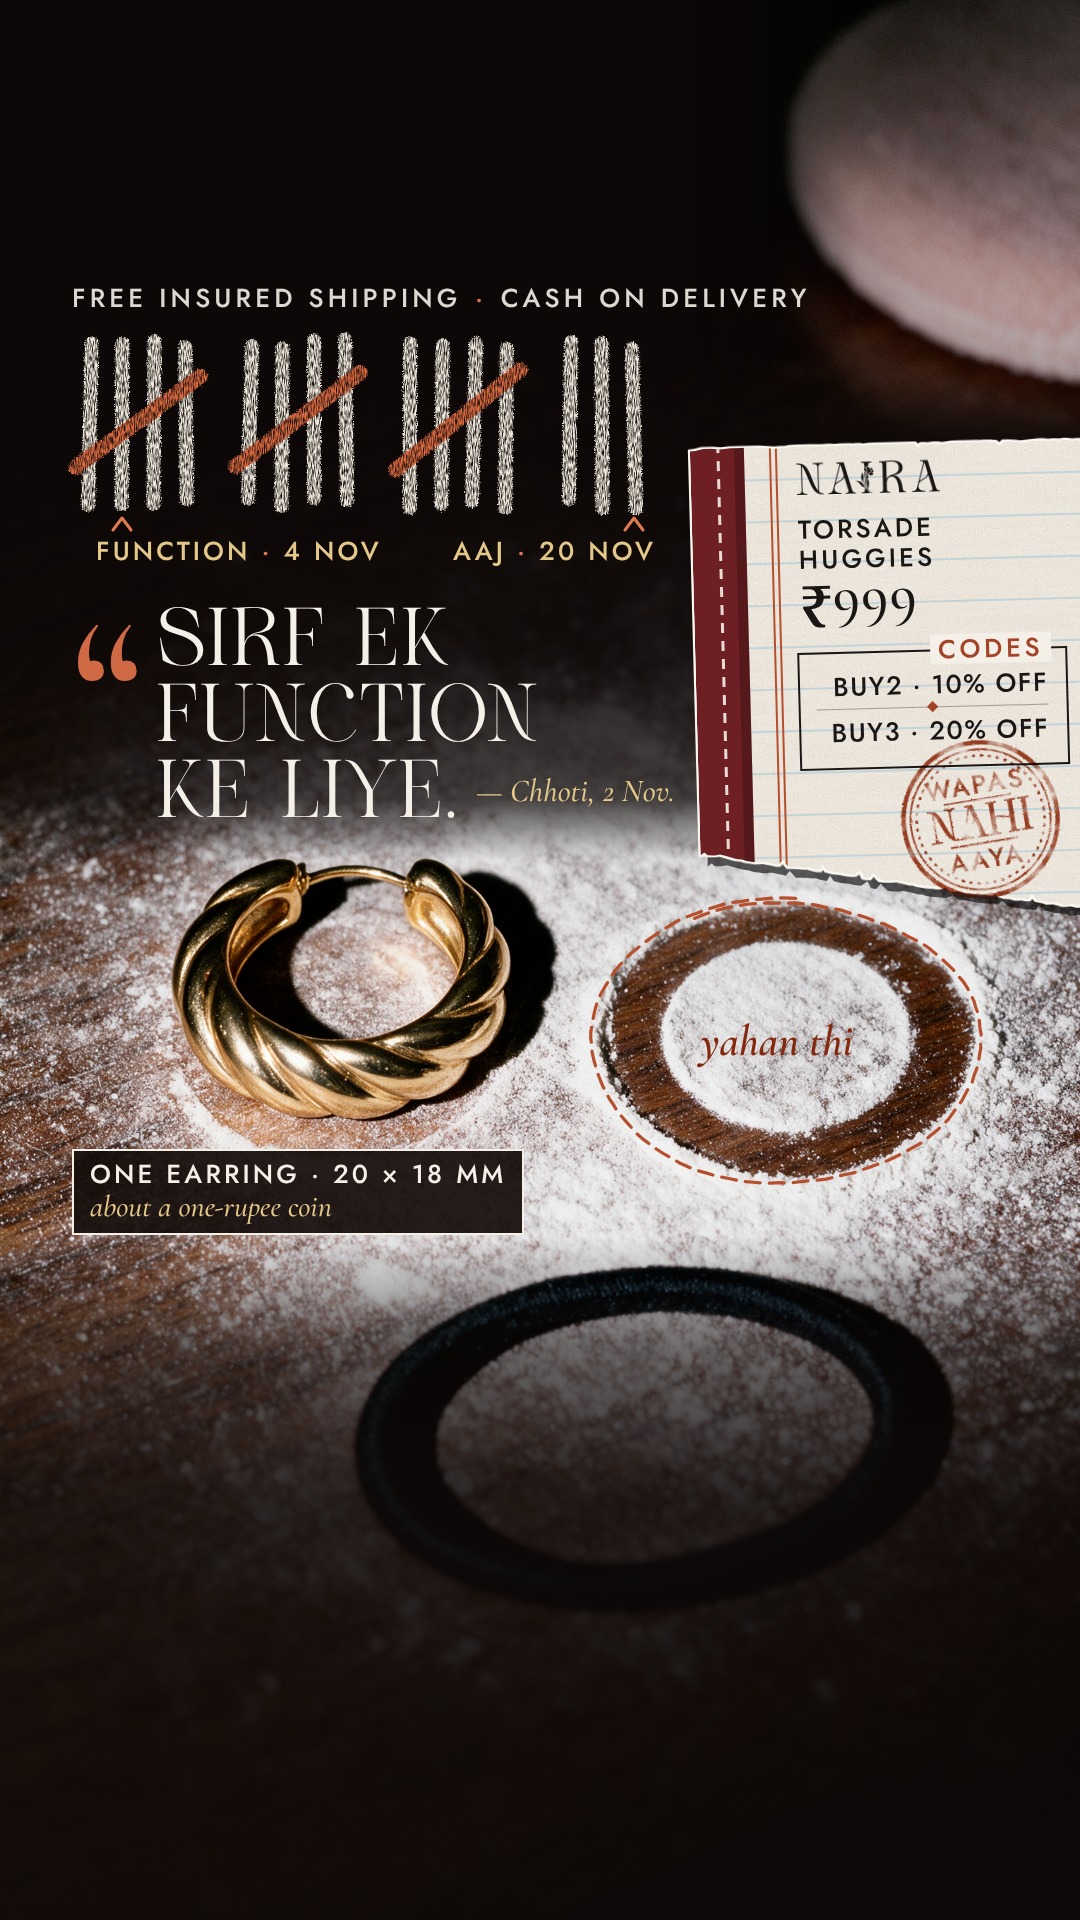 FREE INSURED SHIPPING · CASH ON DELIVERY
FUNCTION · 4 NOV
AAJ · 20 NOV
“SIRF EK
FUNCTION
KE LIYE.
— Chhoti, 2 Nov.
NAIRA
TORSADE
HUGGIES
₹999
CODES
BUY2 · 10% OFF
BUY3 · 20% OFF
WAPAS
NAHI
AAYA
yahan thi
ONE EARRING · 20 × 18 MM
about a one-rupee coin